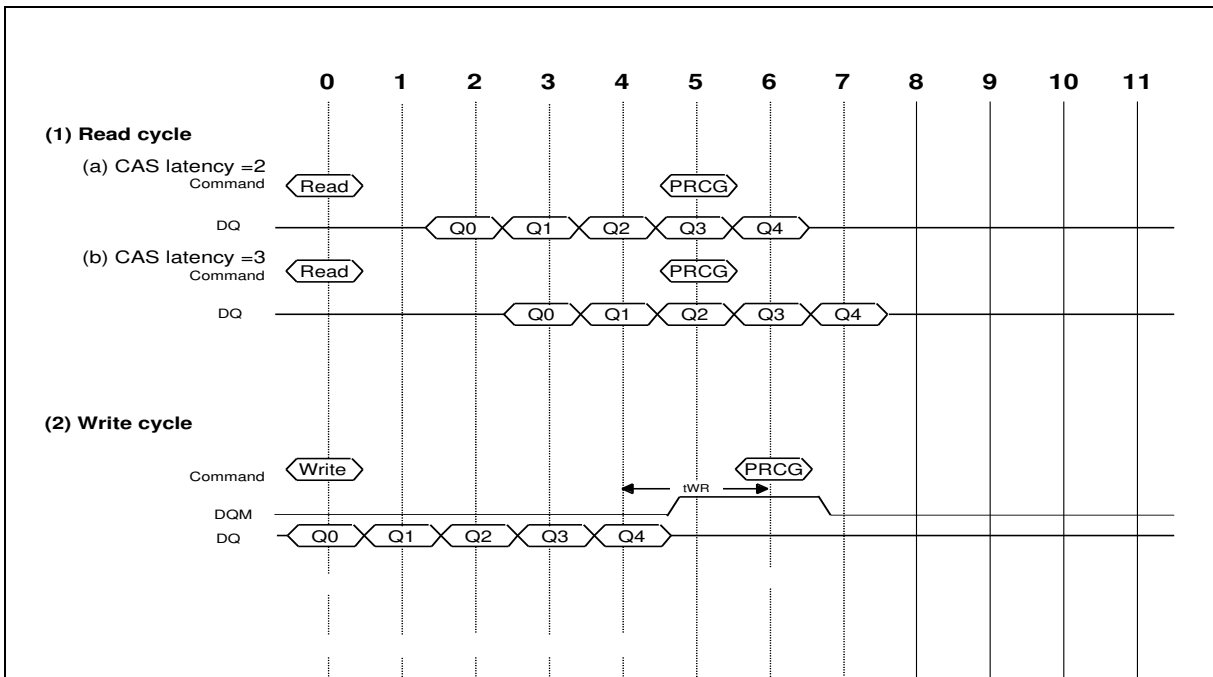 0 1 2 3 4 5 6 7 8 9 10 11
(1) Read cycle
(a) CAS latency =2
Command Read PRCG
DQ Q0 Q1 Q2 Q3 Q4
(b) CAS latency =3
Command Read PRCG
DQ Q0 Q1 Q2 Q3 Q4
(2) Write cycle
Command Write PRCG
tWR
DQM
DQ Q0 Q1 Q2 Q3 Q4